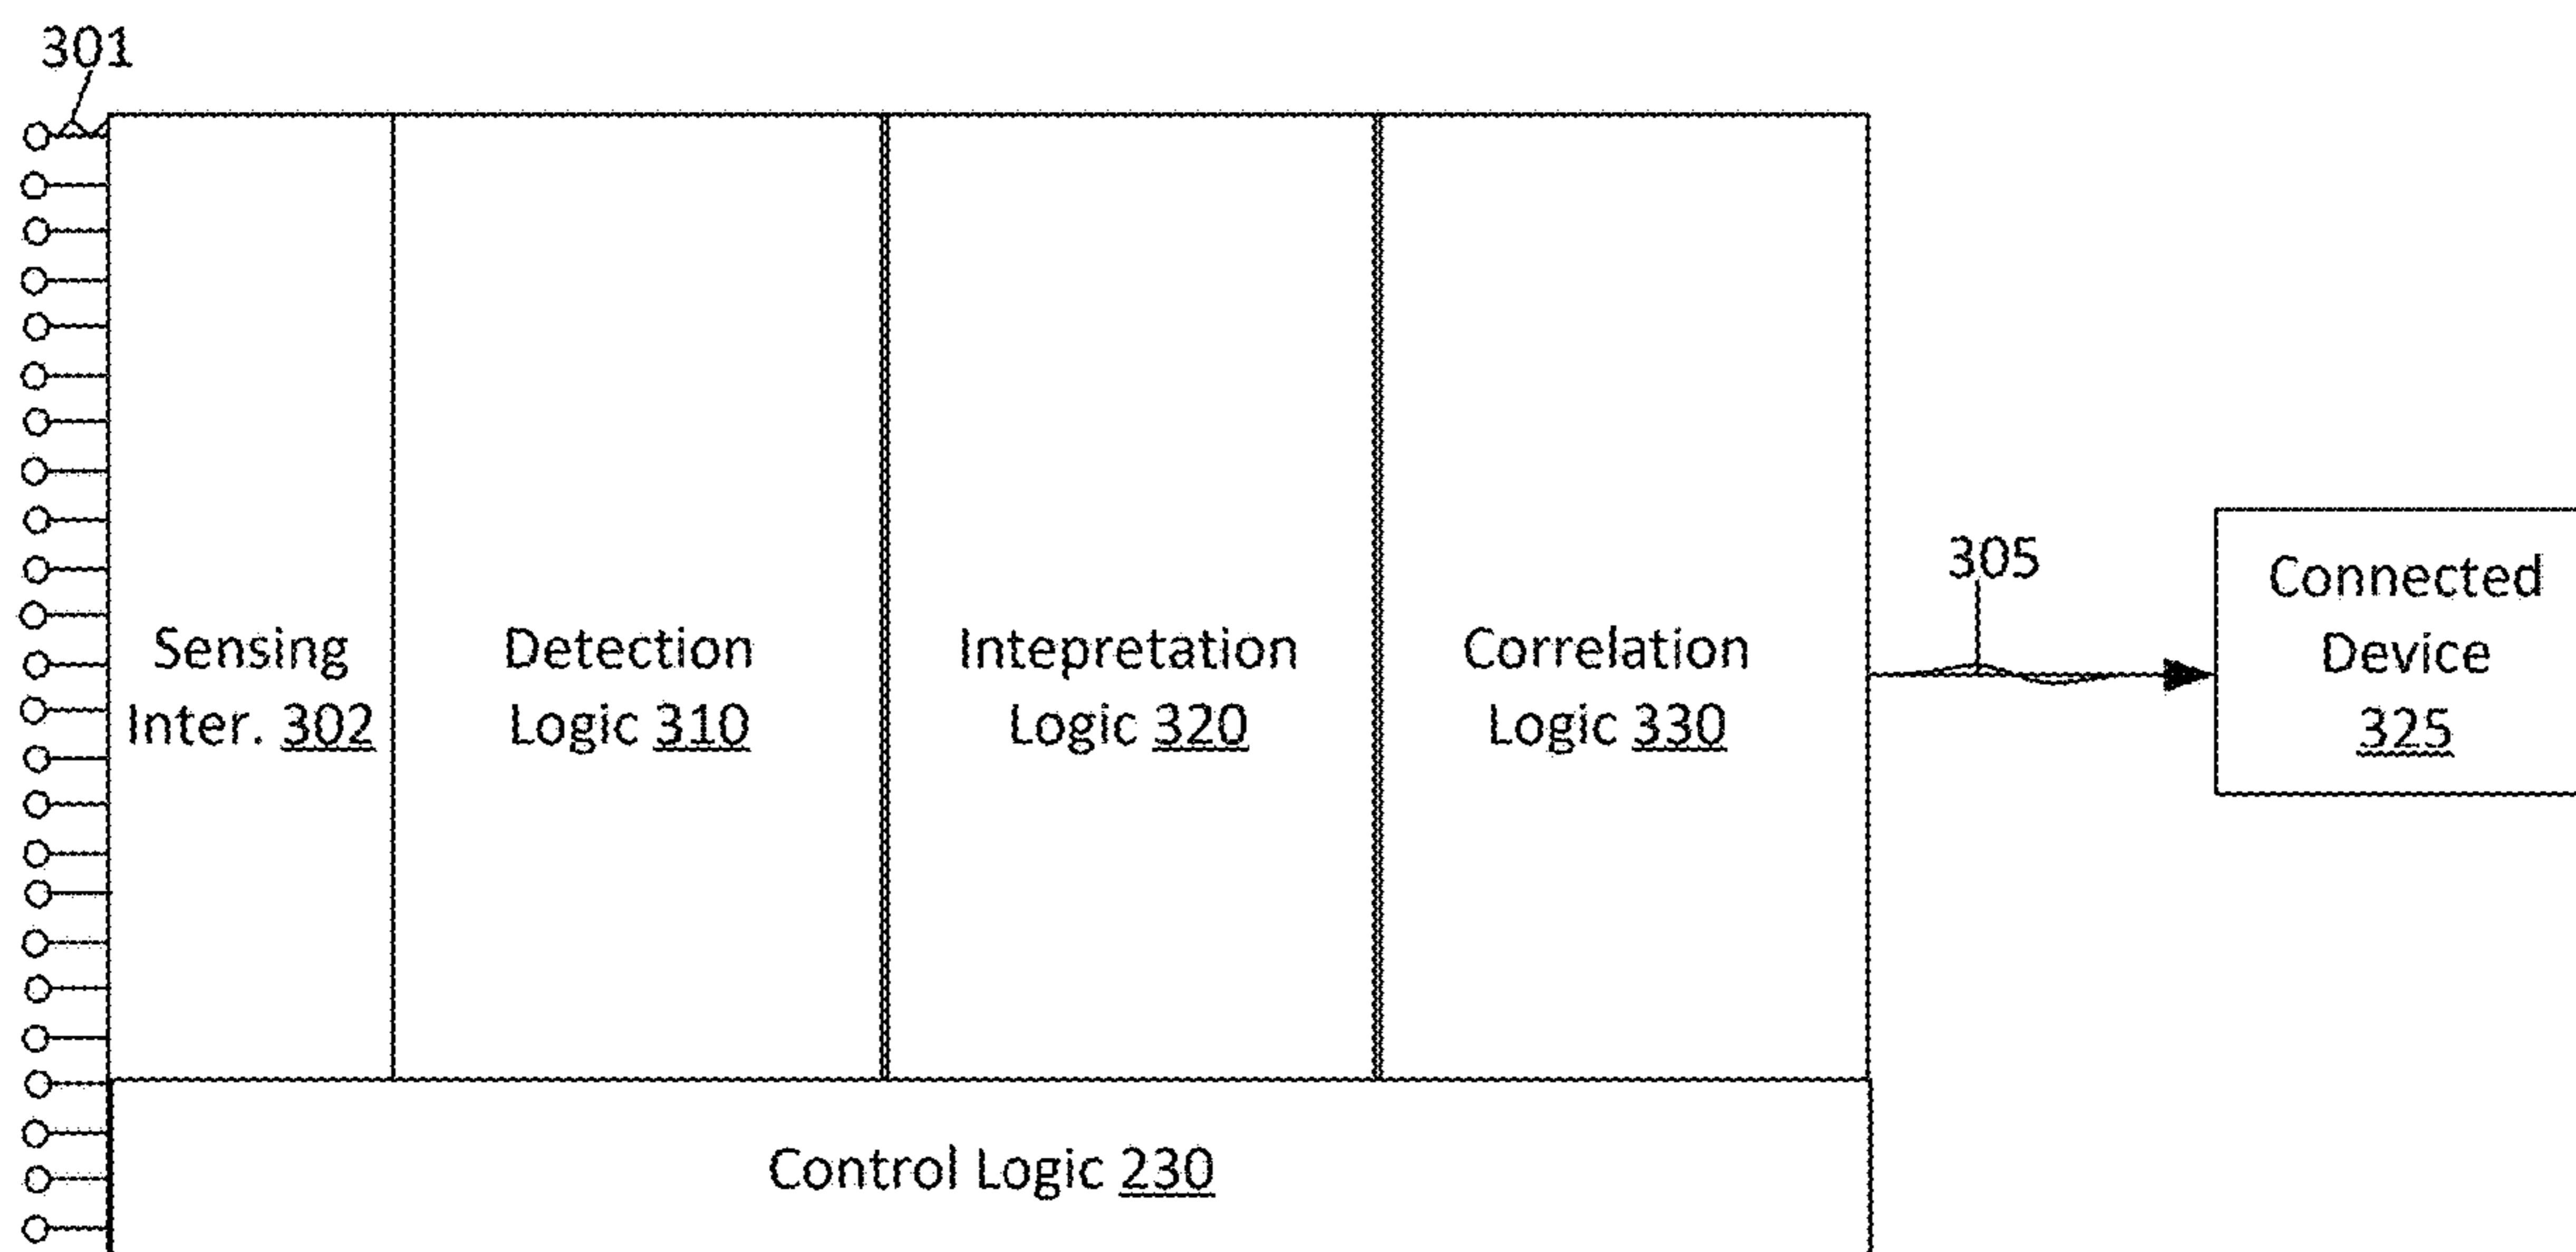 301
Sensing
Inter. 302
Detection
Logic 310
Intepretation
Logic 320
Correlation
Logic 330
305
Connected
Device
325
Control Logic 230